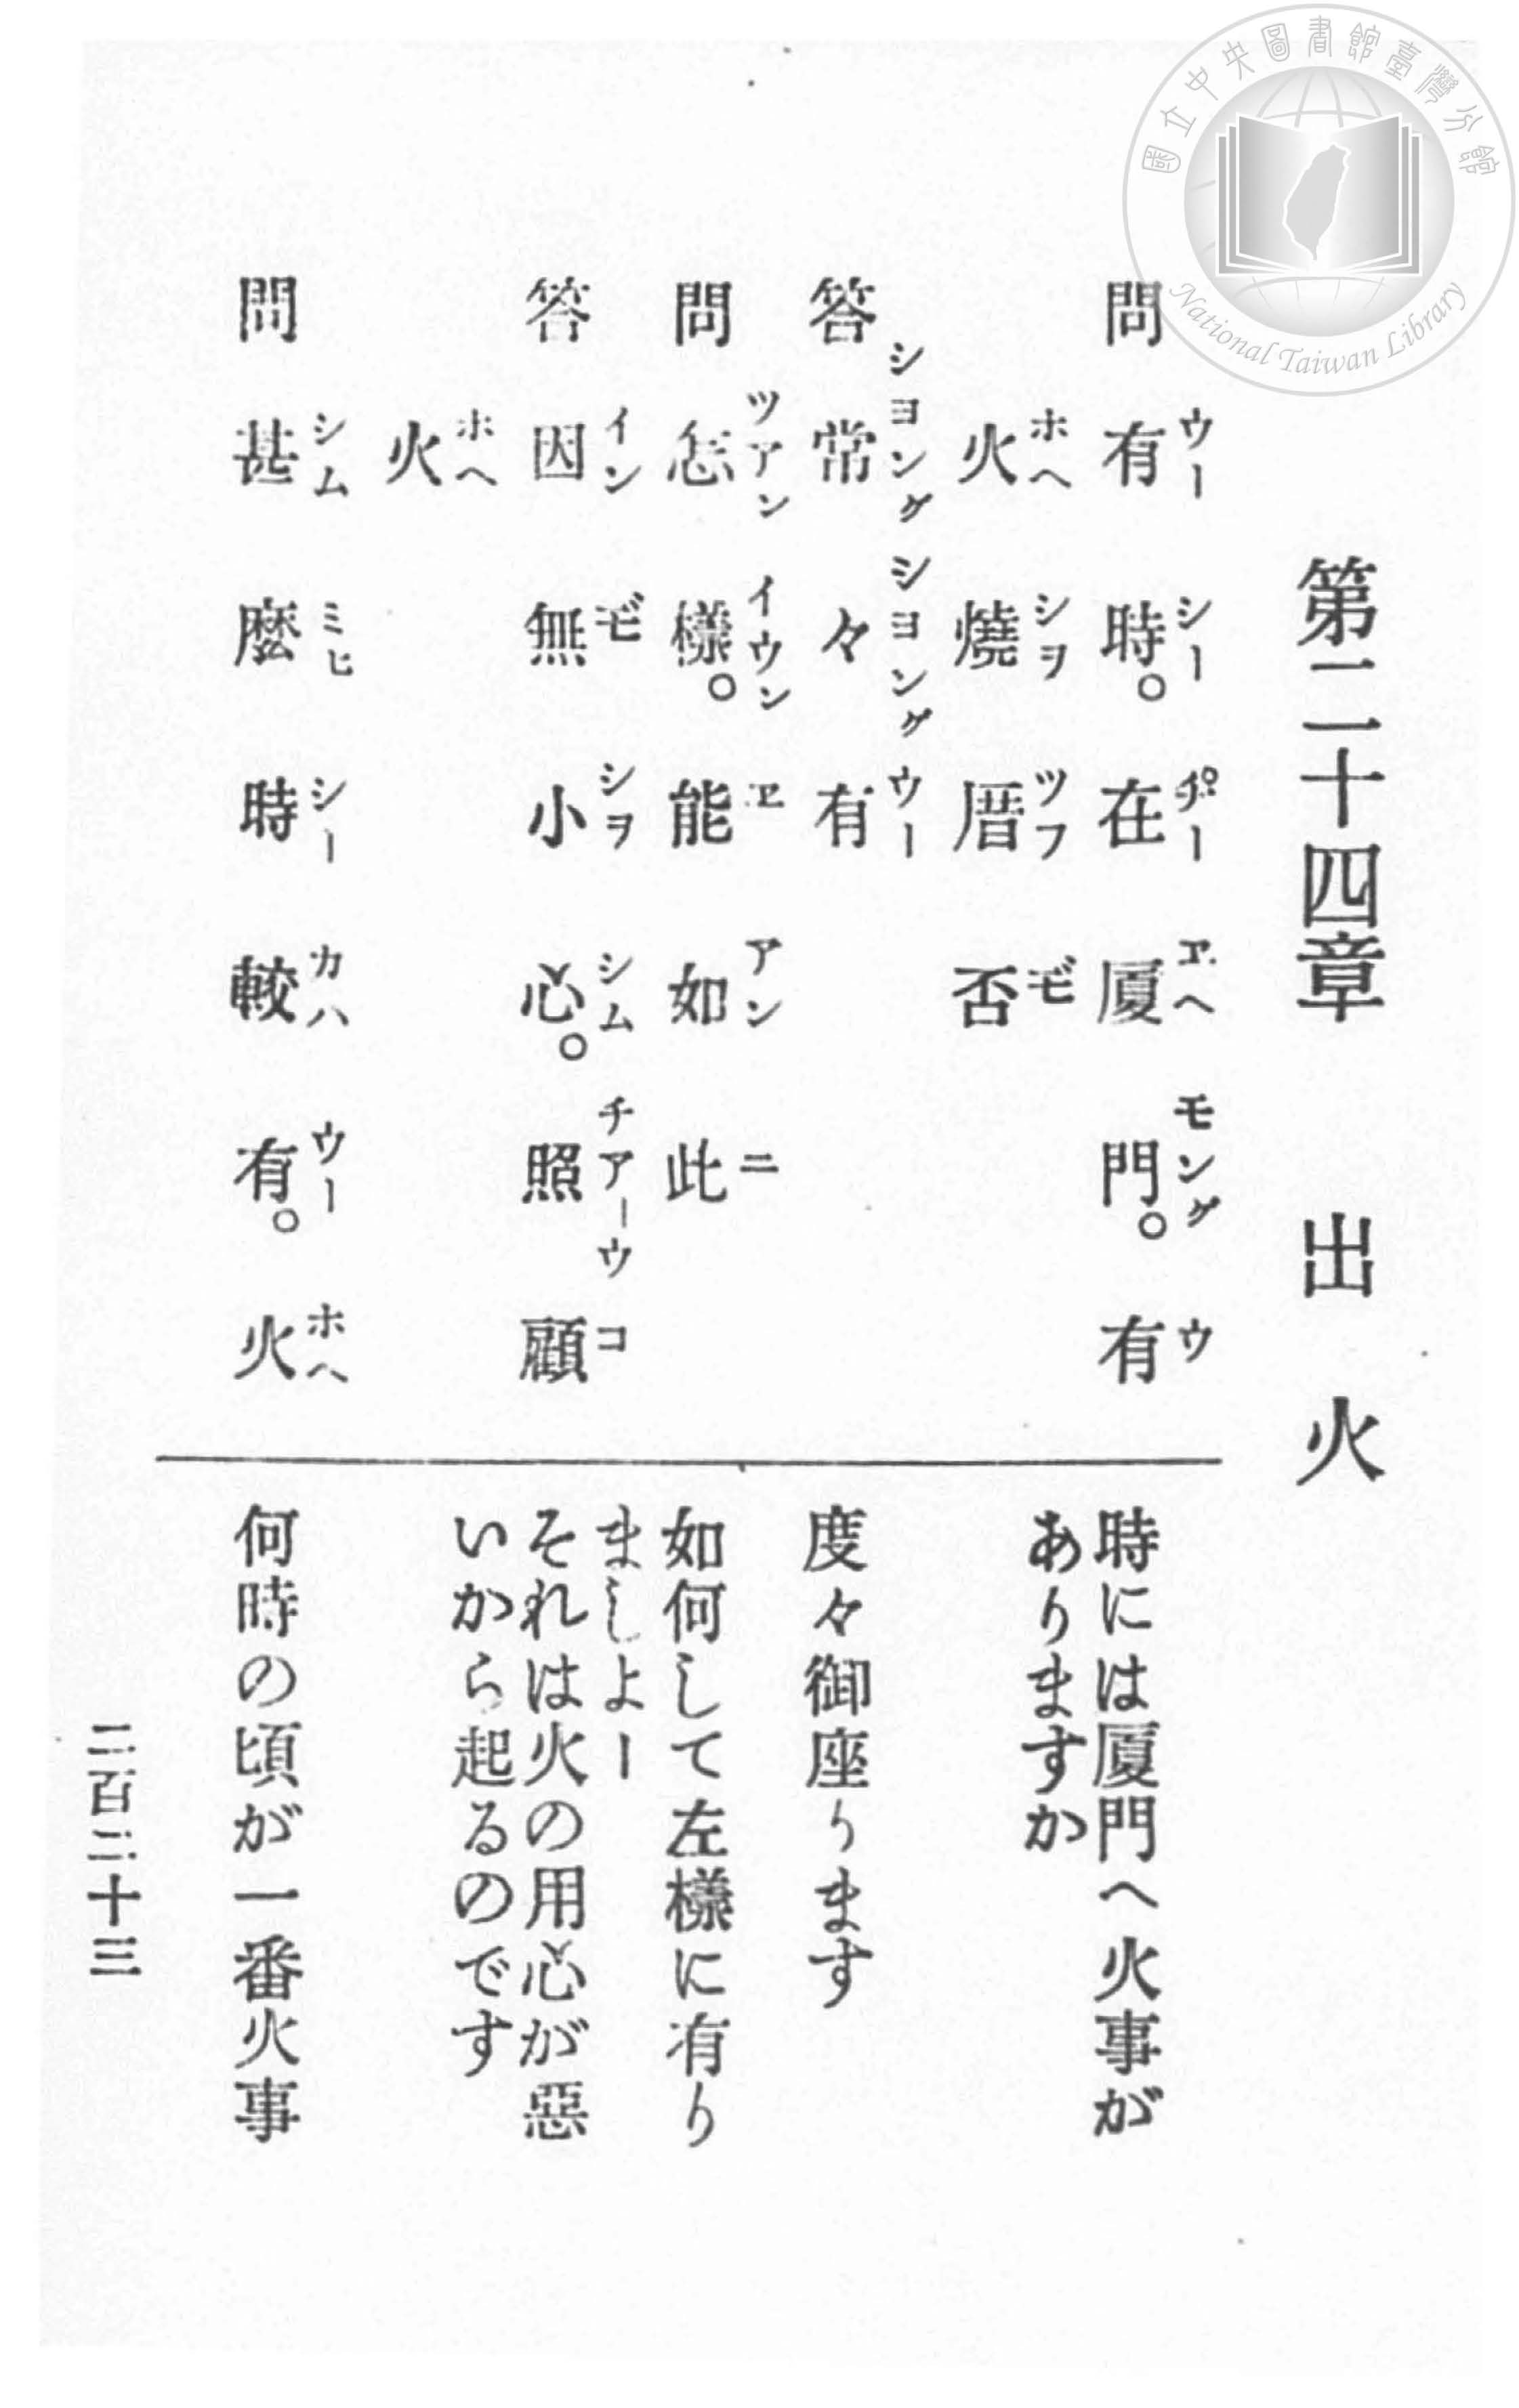 國立中央圖書館臺灣分館
National Taiwan Library
第二十四章 出火
ウー シー ヂー ヱヘ モング ウ
問 有時。在厦門。有
ホヘ シヲ ツフ モ
火燒厝否
時には厦門へ火事が
ありますか
シヨング シヨング ウー
答 常々有
度々御座ります
ツアン イウン ヱ アン ニ
問 怎樣。能如此
如何して左樣に有り
ましよー
イン モ シヲ シム チアーウ コ
答 因無小心。照顧
ホヘ
火
それは火の用心が惡
いから起るのです
シム ミヒ シー カハ ウー ホヘ
問 甚麽時較有。火
何時の頃が一番火事
二百二十三